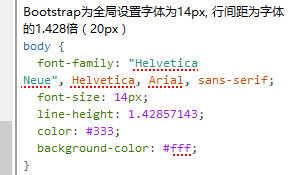 Bootstrap为全局设置字体为14px, 行间距为字体
的1.428倍（20px）
body {
font-family: "Helvetica
Neue", Helvetica, Arial, sans-serif;
font-size: 14px;
line-height: 1.42857143;
color: #333;
background-color: #fff;
}